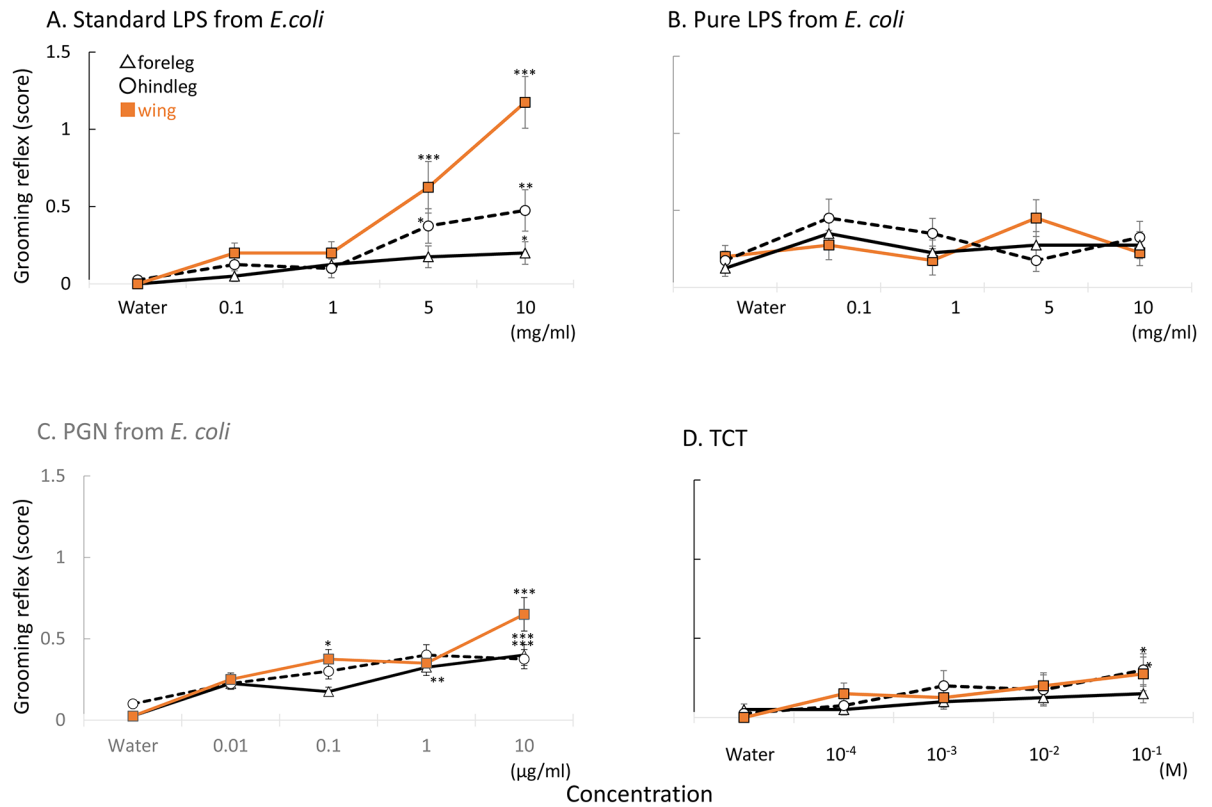 A. Standard LPS from E.coli
B. Pure LPS from E. coli
Grooming reflex (score)
1.5
1
0.5
0
foreleg
hindleg
wing
***
***
**
*
*
Water 0.1 1 5 10
(mg/ml)
Water 0.1 1 5 10
(mg/ml)
C. PGN from E. coli
D. TCT
Grooming reflex (score)
1.5
1
0.5
0
***
***
***
*
**
*
*
Water 0.01 0.1 1 10
(µg/ml)
Water 10⁻⁴ 10⁻³ 10⁻² 10⁻¹
(M)
Concentration